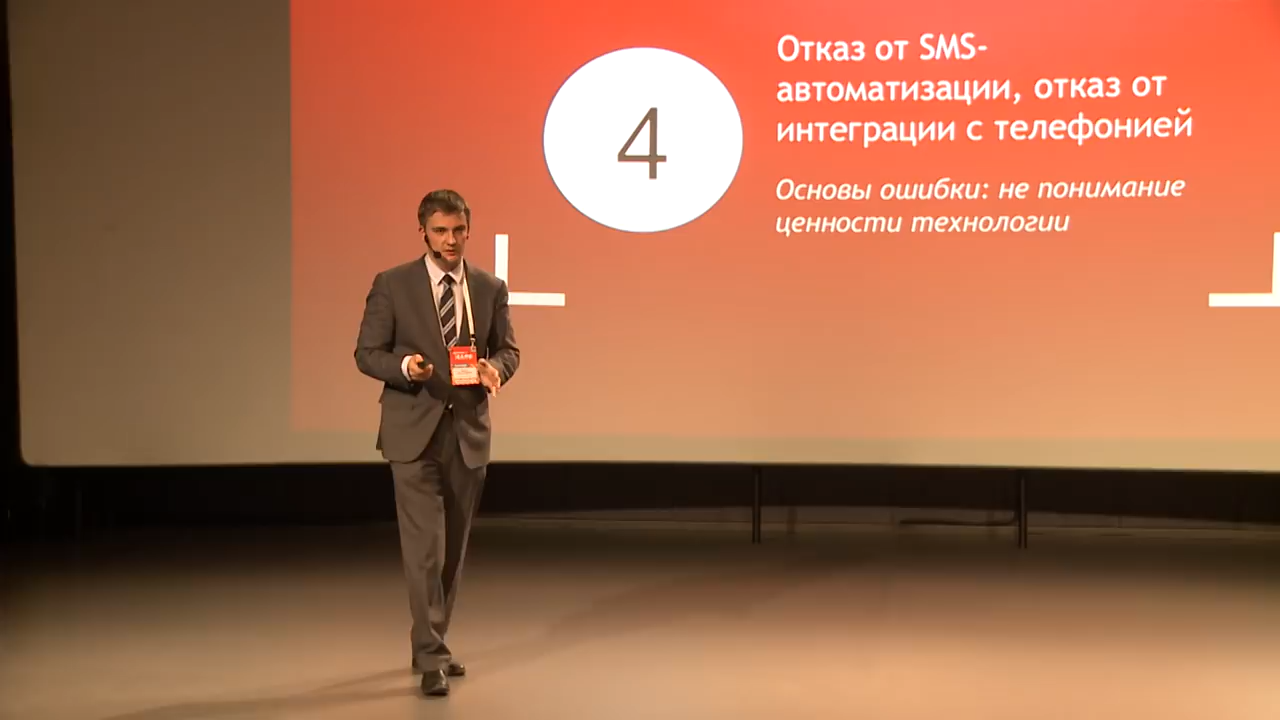 4
Отказ от SMS-
автоматизации, отказ от
интеграции с телефонией
Основы ошибки: не понимание
ценности технологии